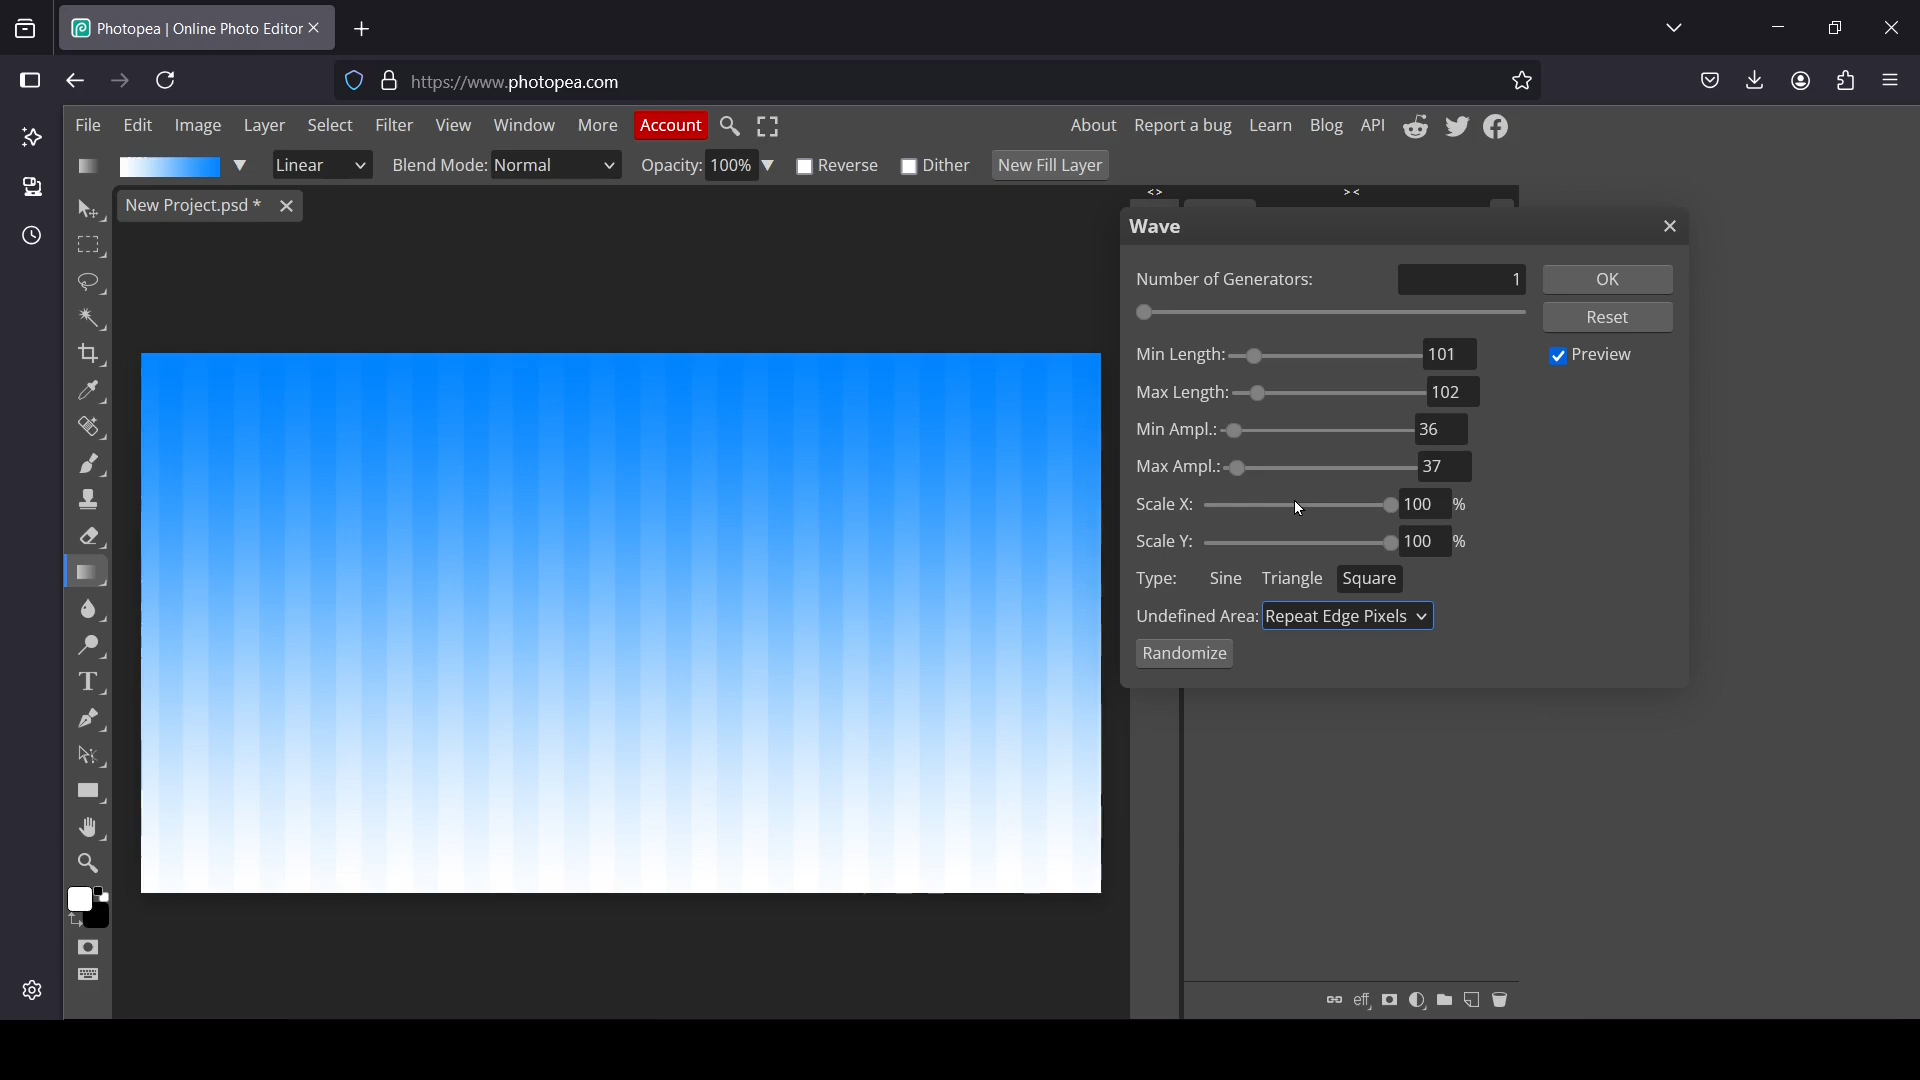 Photopea | Online Photo Editor
https://www.photopea.com
File Edit Image Layer Select Filter View Window More Account About Report a bug Learn Blog API
Linear Blend Mode: Normal Opacity: 100% Reverse Dither New Fill Layer
New Project.psd *
<> ><
Wave
Number of Generators: 1 OK
Reset
Min Length: 101 Preview
Max Length: 102
Min Ampl.: 36
Max Ampl.: 37
Scale X: 100 %
Scale Y: 100 %
Type: Sine Triangle Square
Undefined Area: Repeat Edge Pixels
Randomize
eff